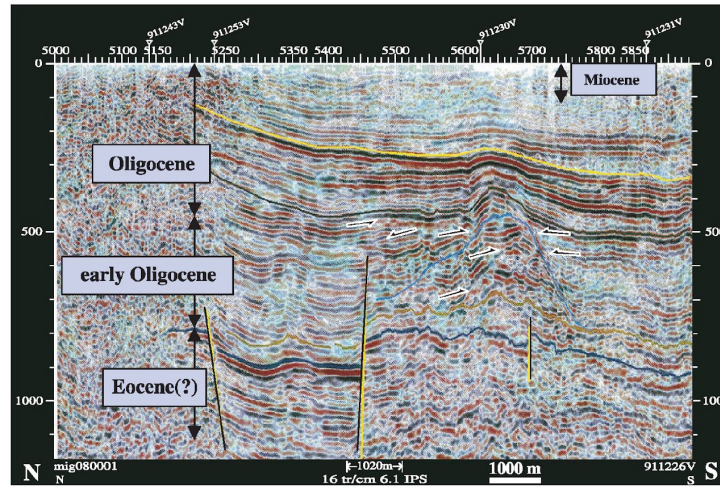 911243V 911253V 911230V 911231V
5000 5100 5150 5250 5350 5400 5500 5600 5700 5800 5850
0 0
Miocene
Oligocene
500 500
early Oligocene
Eocene(?)
1000 1000
N mig080001 1020m 1000 m 911226V S
N 16 tr/cm 6.1 IPS S